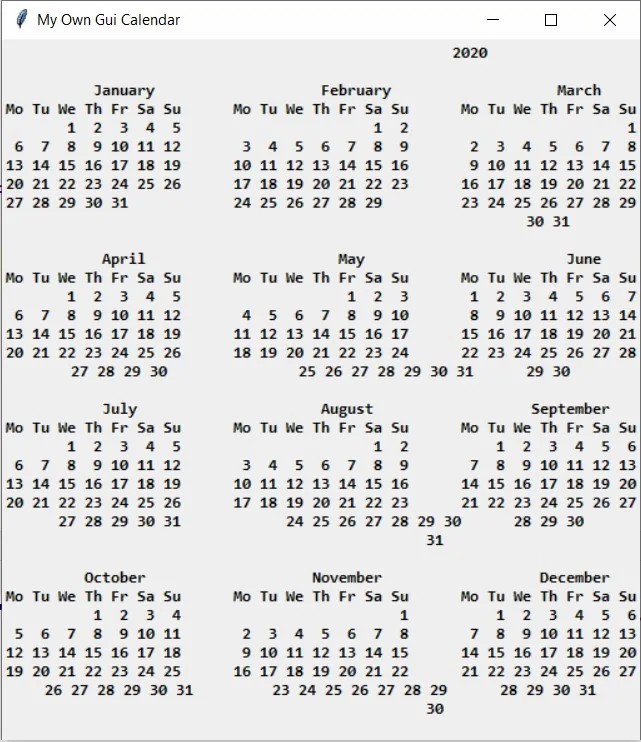 My Own Gui Calendar
2020
January February March
Mo Tu We Th Fr Sa Su Mo Tu We Th Fr Sa Su Mo Tu We Th Fr Sa Su
1 2 3 4 5 1 2 1
6 7 8 9 10 11 12 3 4 5 6 7 8 9 2 3 4 5 6 7 8
13 14 15 16 17 18 19 10 11 12 13 14 15 16 9 10 11 12 13 14 15
20 21 22 23 24 25 26 17 18 19 20 21 22 23 16 17 18 19 20 21 22
27 28 29 30 31 24 25 26 27 28 29 23 24 25 26 27 28 29
30 31
April May June
Mo Tu We Th Fr Sa Su Mo Tu We Th Fr Sa Su Mo Tu We Th Fr Sa Su
1 2 3 4 5 1 2 3 1 2 3 4 5 6 7
6 7 8 9 10 11 12 4 5 6 7 8 9 10 8 9 10 11 12 13 14
13 14 15 16 17 18 19 11 12 13 14 15 16 17 15 16 17 18 19 20 21
20 21 22 23 24 25 26 18 19 20 21 22 23 24 22 23 24 25 26 27 28
27 28 29 30 25 26 27 28 29 30 31 29 30
July August September
Mo Tu We Th Fr Sa Su Mo Tu We Th Fr Sa Su Mo Tu We Th Fr Sa Su
1 2 3 4 5 1 2 1 2 3 4 5 6
6 7 8 9 10 11 12 3 4 5 6 7 8 9 7 8 9 10 11 12 13
13 14 15 16 17 18 19 10 11 12 13 14 15 16 14 15 16 17 18 19 20
20 21 22 23 24 25 26 17 18 19 20 21 22 23 21 22 23 24 25 26 27
27 28 29 30 31 24 25 26 27 28 29 30 28 29 30
31
October November December
Mo Tu We Th Fr Sa Su Mo Tu We Th Fr Sa Su Mo Tu We Th Fr Sa Su
1 2 3 4 1 1 2 3 4 5 6
5 6 7 8 9 10 11 2 3 4 5 6 7 8 7 8 9 10 11 12 13
12 13 14 15 16 17 18 9 10 11 12 13 14 15 14 15 16 17 18 19 20
19 20 21 22 23 24 25 16 17 18 19 20 21 22 21 22 23 24 25 26 27
26 27 28 29 30 31 23 24 25 26 27 28 29 28 29 30 31
30